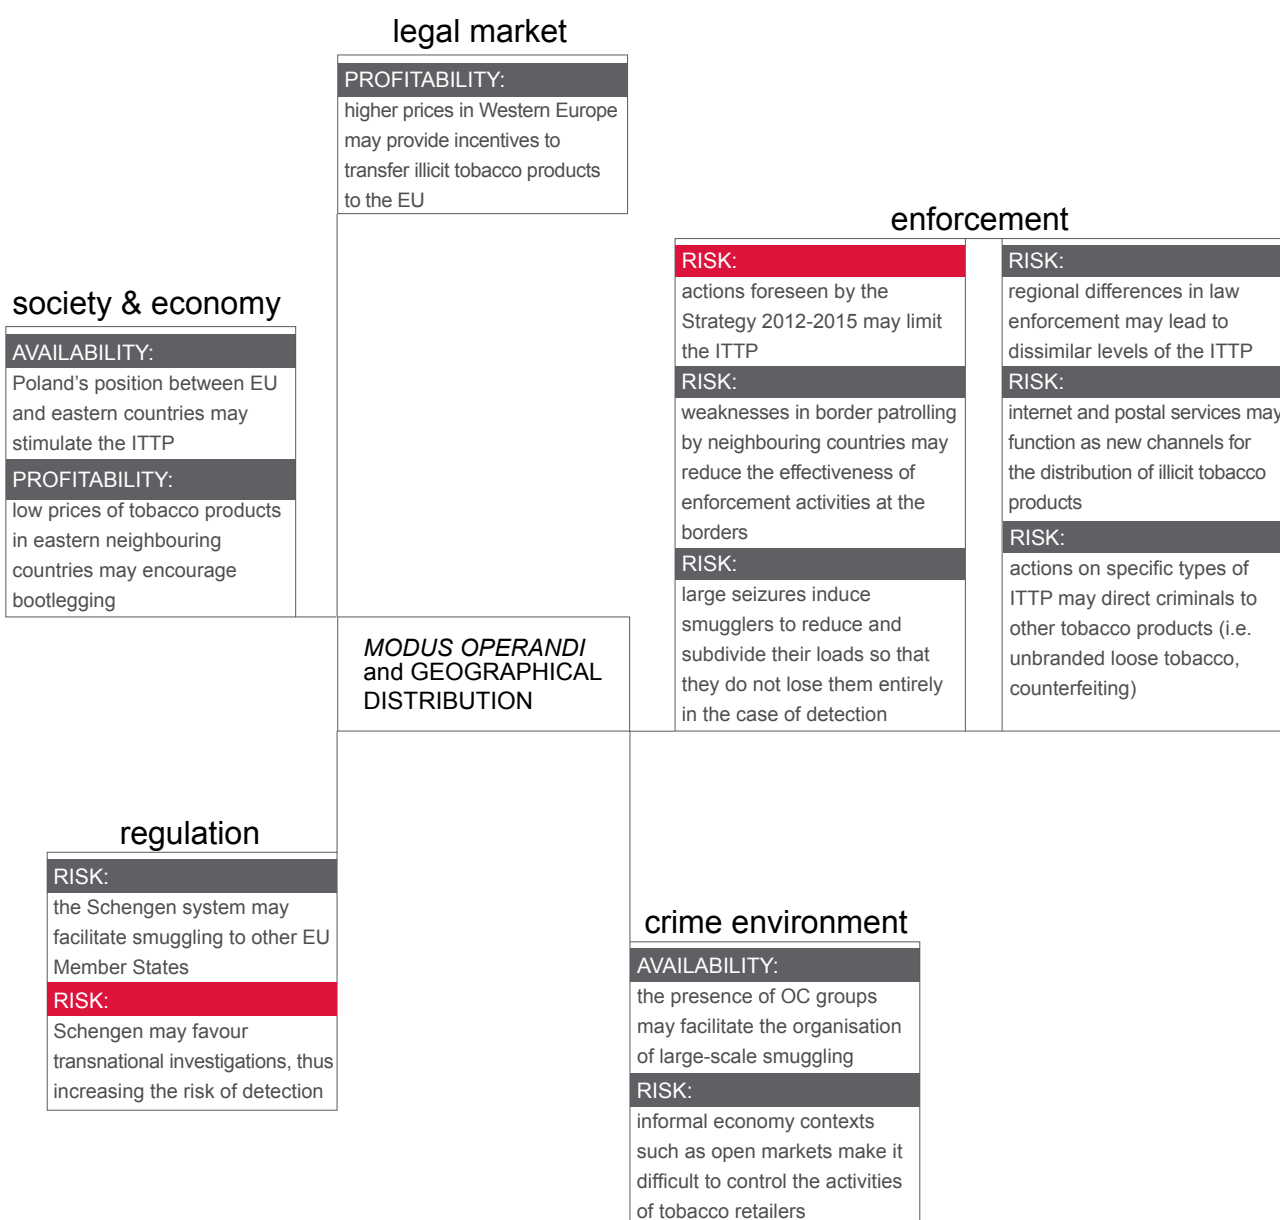 legal market
PROFITABILITY:
higher prices in Western Europe
may provide incentives to
transfer illicit tobacco products
to the EU
society & economy
AVAILABILITY:
Poland’s position between EU
and eastern countries may
stimulate the ITTP
PROFITABILITY:
low prices of tobacco products
in eastern neighbouring
countries may encourage
bootlegging
enforcement
RISK:
actions foreseen by the
Strategy 2012-2015 may limit
the ITTP
RISK:
weaknesses in border patrolling
by neighbouring countries may
reduce the effectiveness of
enforcement activities at the
borders
RISK:
large seizures induce
smugglers to reduce and
subdivide their loads so that
they do not lose them entirely
in the case of detection
RISK:
regional differences in law
enforcement may lead to
dissimilar levels of the ITTP
RISK:
internet and postal services may
function as new channels for
the distribution of illicit tobacco
products
RISK:
actions on specific types of
ITTP may direct criminals to
other tobacco products (i.e.
unbranded loose tobacco,
counterfeiting)
MODUS OPERANDI
and GEOGRAPHICAL
DISTRIBUTION
regulation
RISK:
the Schengen system may
facilitate smuggling to other EU
Member States
RISK:
Schengen may favour
transnational investigations, thus
increasing the risk of detection
crime environment
AVAILABILITY:
the presence of OC groups
may facilitate the organisation
of large-scale smuggling
RISK:
informal economy contexts
such as open markets make it
difficult to control the activities
of tobacco retailers